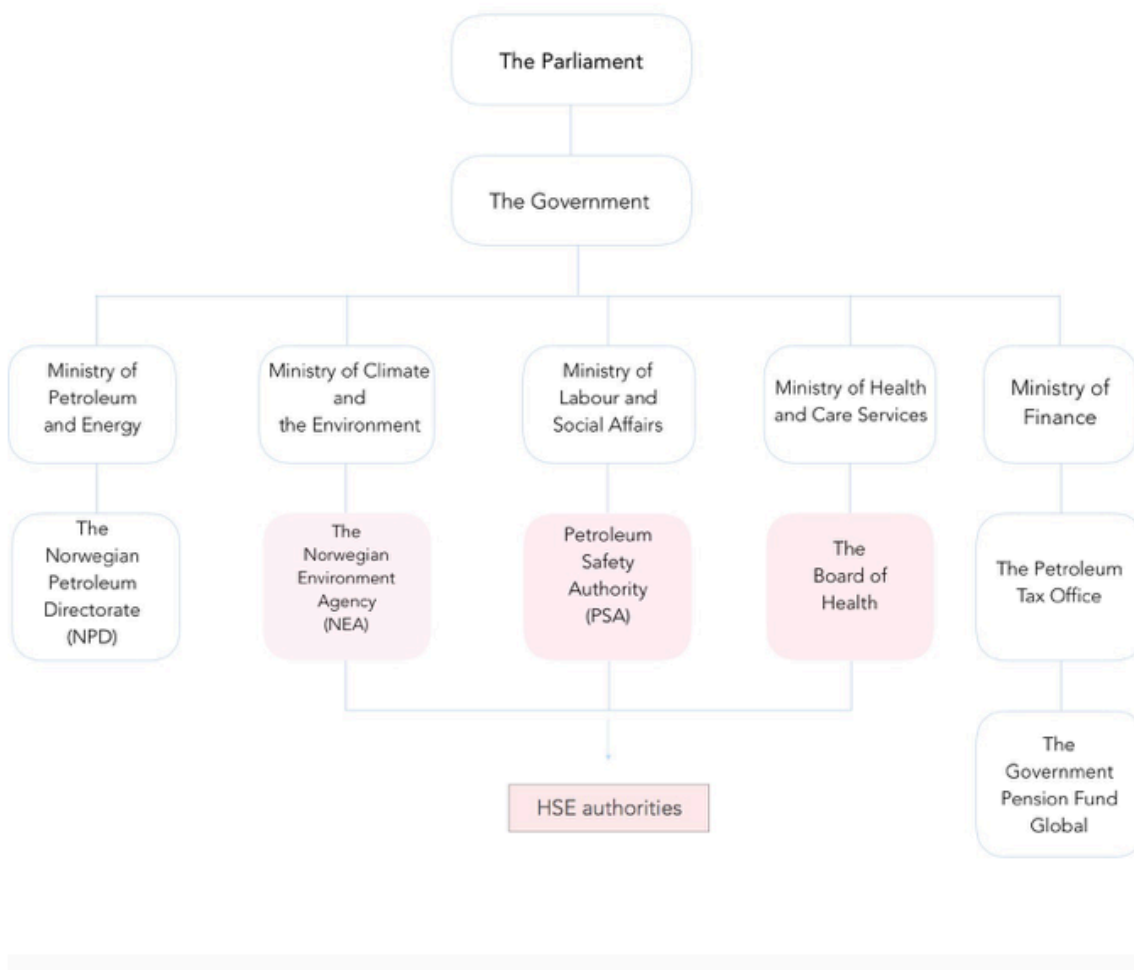 The Parliament
The Government
Ministry of
Petroleum
and Energy
Ministry of Climate
and
the Environment
Ministry of
Labour and
Social Affairs
Ministry of Health
and Care Services
Ministry of
Finance
The
Norwegian
Petroleum
Directorate
(NPD)
The
Norwegian
Environment
Agency
(NEA)
Petroleum
Safety
Authority
(PSA)
The
Board of
Health
The Petroleum
Tax Office
The
Government
Pension Fund
Global
HSE authorities